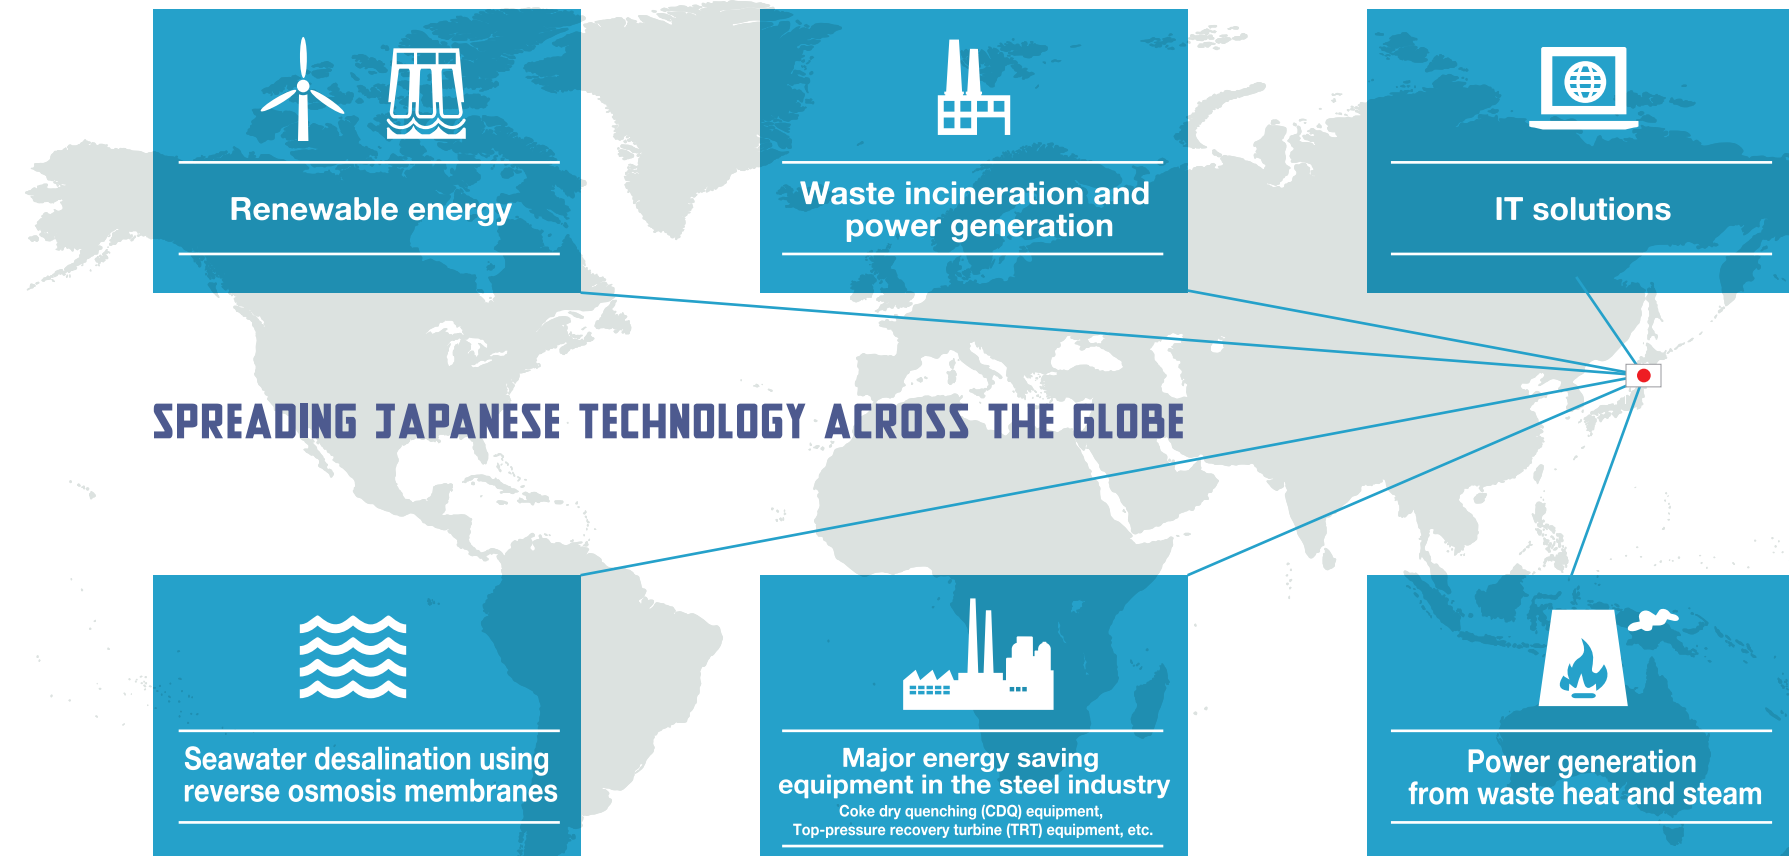 Renewable energy
Waste incineration and
power generation
IT solutions
SPREADING JAPANESE TECHNOLOGY ACROSS THE GLOBE
Seawater desalination using
reverse osmosis membranes
Major energy saving
equipment in the steel industry
Coke dry quenching (CDQ) equipment,
Top-pressure recovery turbine (TRT) equipment, etc.
Power generation
from waste heat and steam